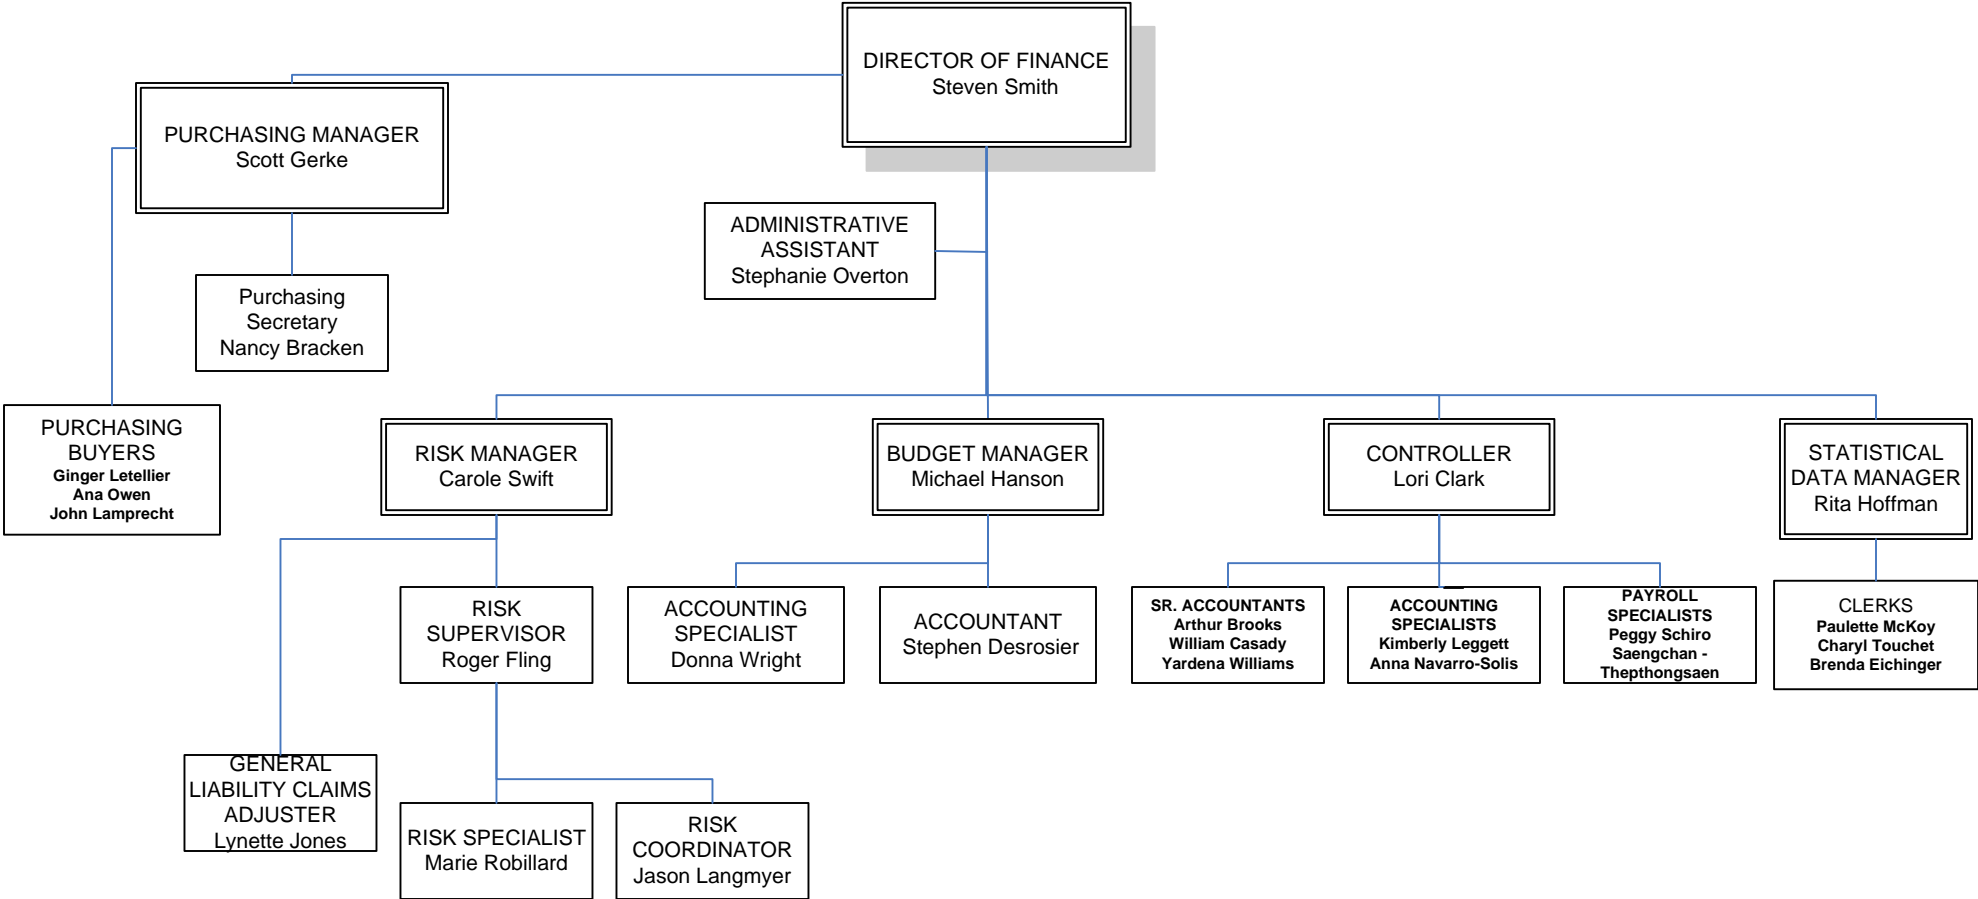 DIRECTOR OF FINANCE
Steven Smith
PURCHASING MANAGER
Scott Gerke
ADMINISTRATIVE
ASSISTANT
Stephanie Overton
Purchasing
Secretary
Nancy Bracken
PURCHASING
BUYERS
Ginger Letellier
Ana Owen
John Lamprecht
RISK MANAGER
Carole Swift
BUDGET MANAGER
Michael Hanson
CONTROLLER
Lori Clark
STATISTICAL
DATA MANAGER
Rita Hoffman
RISK
SUPERVISOR
Roger Fling
ACCOUNTING
SPECIALIST
Donna Wright
ACCOUNTANT
Stephen Desrosier
SR. ACCOUNTANTS
Arthur Brooks
William Casady
Yardena Williams
ACCOUNTING
SPECIALISTS
Kimberly Leggett
Anna Navarro-Solis
PAYROLL
SPECIALISTS
Peggy Schiro
Saengchan -
Thepthongsaen
CLERKS
Paulette McKoy
Charyl Touchet
Brenda Eichinger
GENERAL
LIABILITY CLAIMS
ADJUSTER
Lynette Jones
RISK SPECIALIST
Marie Robillard
RISK
COORDINATOR
Jason Langmyer